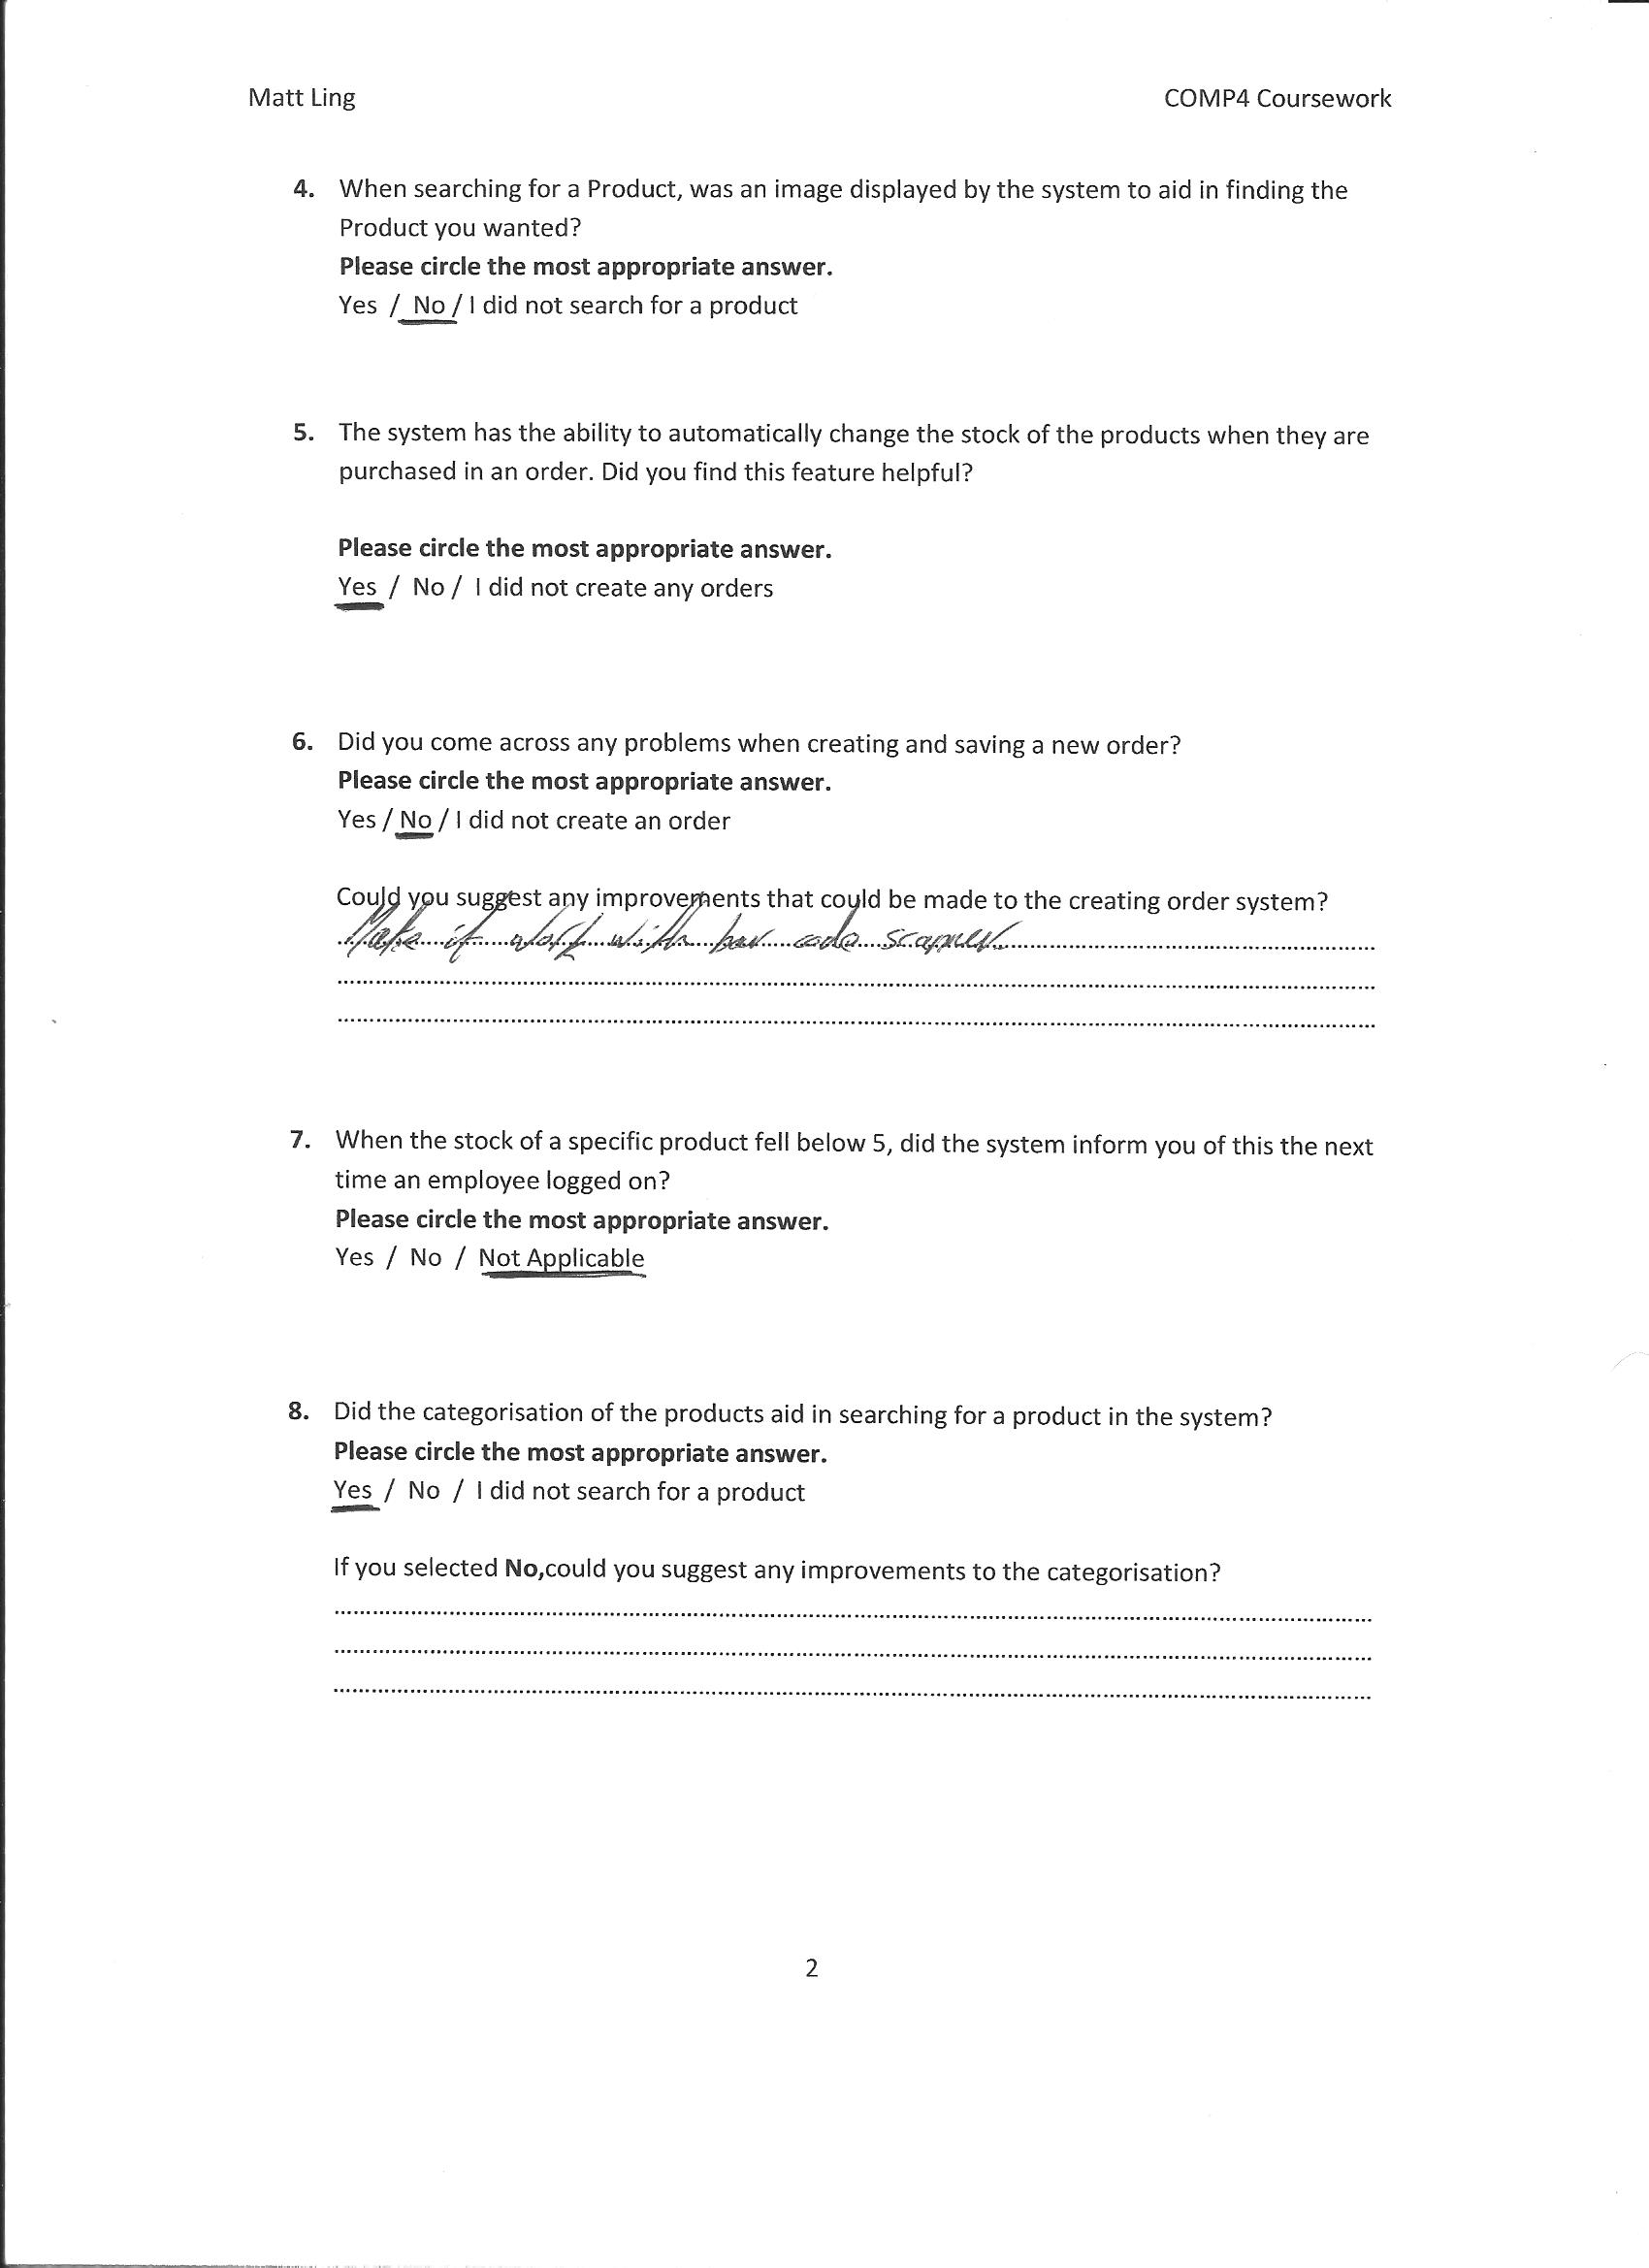 Matt Ling
COMP4 Coursework
4. When searching for a Product, was an image displayed by the system to aid in finding the
Product you wanted?
Please circle the most appropriate answer.
Yes / No / I did not search for a product
5. The system has the ability to automatically change the stock of the products when they are
purchased in an order. Did you find this feature helpful?
Please circle the most appropriate answer.
Yes / No / I did not create any orders
6. Did you come across any problems when creating and saving a new order?
Please circle the most appropriate answer.
Yes / No / I did not create an order
Could you suggest any improvements that could be made to the creating order system?
Make it work with bar code scanner.
7. When the stock of a specific product fell below 5, did the system inform you of this the next
time an employee logged on?
Please circle the most appropriate answer.
Yes / No / Not Applicable
8. Did the categorisation of the products aid in searching for a product in the system?
Please circle the most appropriate answer.
Yes / No / I did not search for a product
If you selected No,could you suggest any improvements to the categorisation?
2